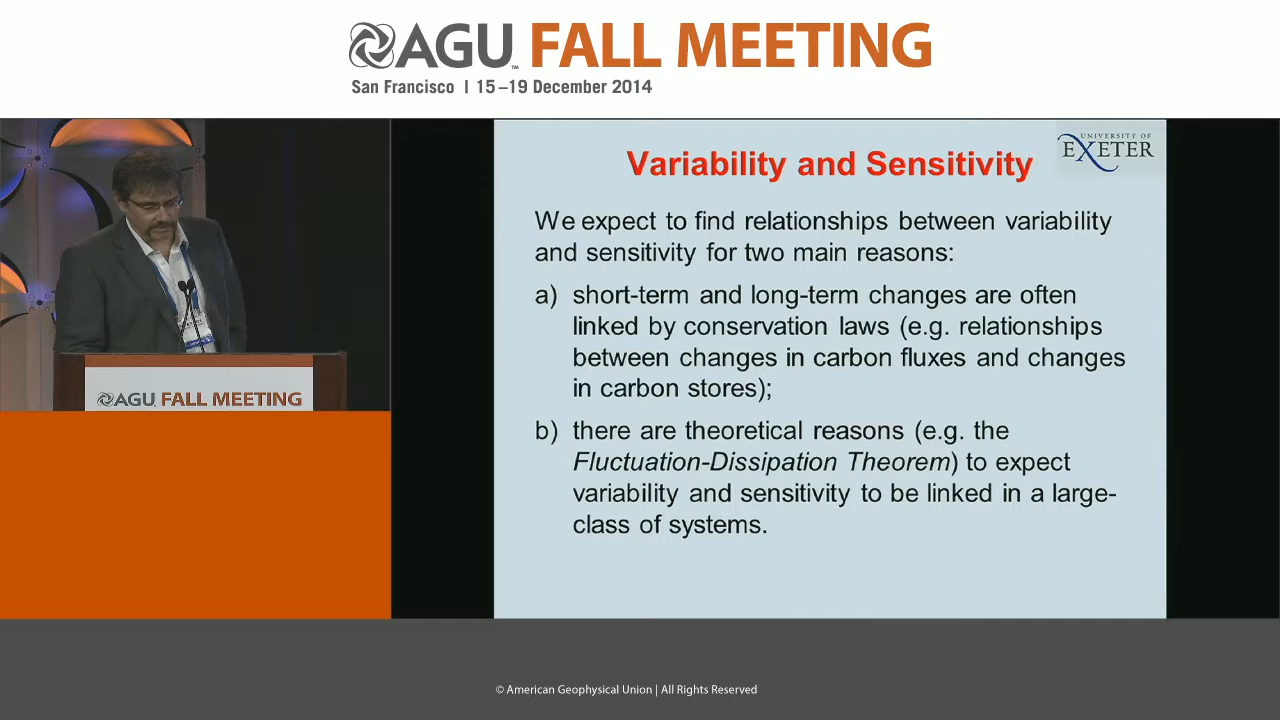 AGU FALL MEETING
San Francisco | 15–19 December 2014
UNIVERSITY OF
EXETER
Variability and Sensitivity
We expect to find relationships between variability
and sensitivity for two main reasons:
a) short-term and long-term changes are often
linked by conservation laws (e.g. relationships
between changes in carbon fluxes and changes
in carbon stores);
b) there are theoretical reasons (e.g. the
Fluctuation-Dissipation Theorem) to expect
variability and sensitivity to be linked in a large-
class of systems.
AGU FALL MEETING
© American Geophysical Union | All Rights Reserved